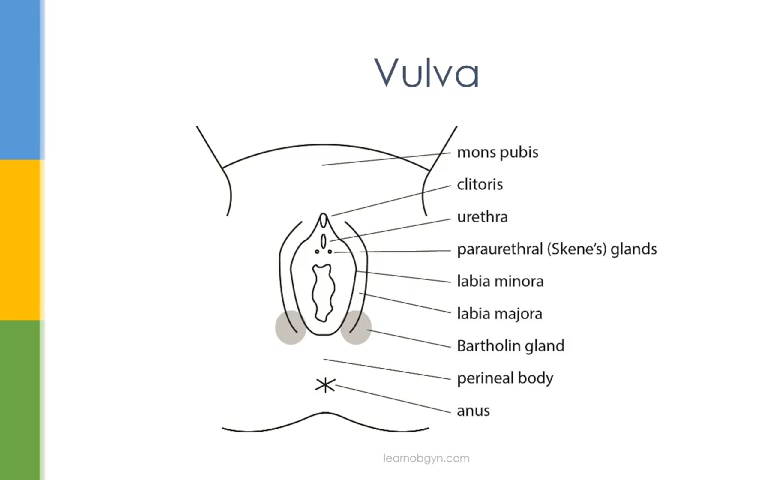 Vulva
mons pubis
clitoris
urethra
paraurethral (Skene's) glands
labia minora
labia majora
Bartholin gland
perineal body
anus
learnobgyn.com